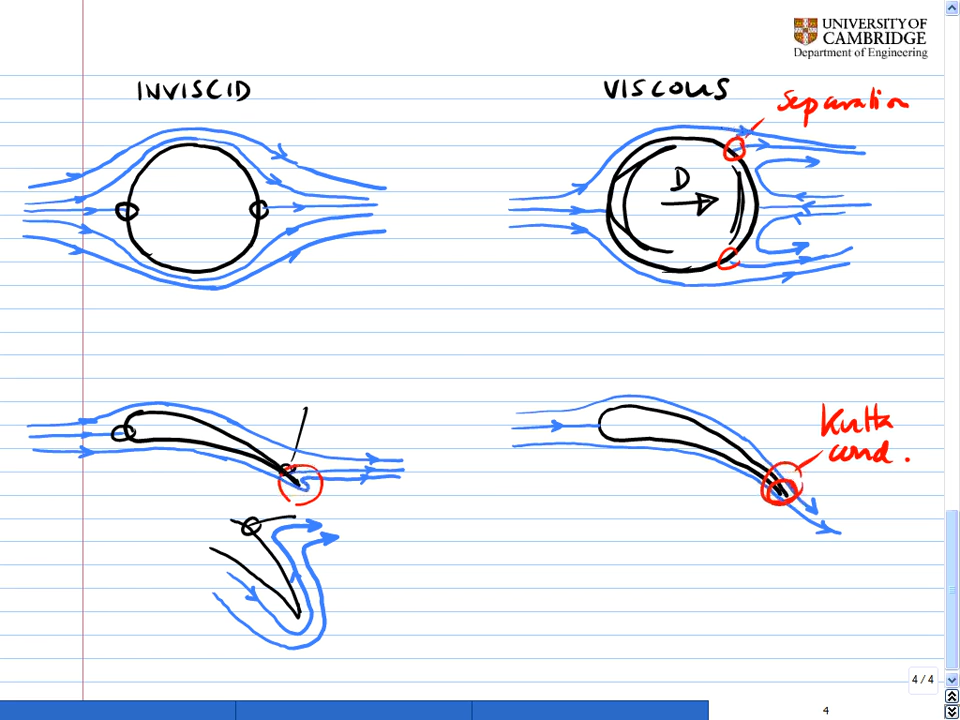 UNIVERSITY OF
CAMBRIDGE
Department of Engineering
INVISCID
VISCOUS
Separation
D
Kutta
cond.
4 / 4
4